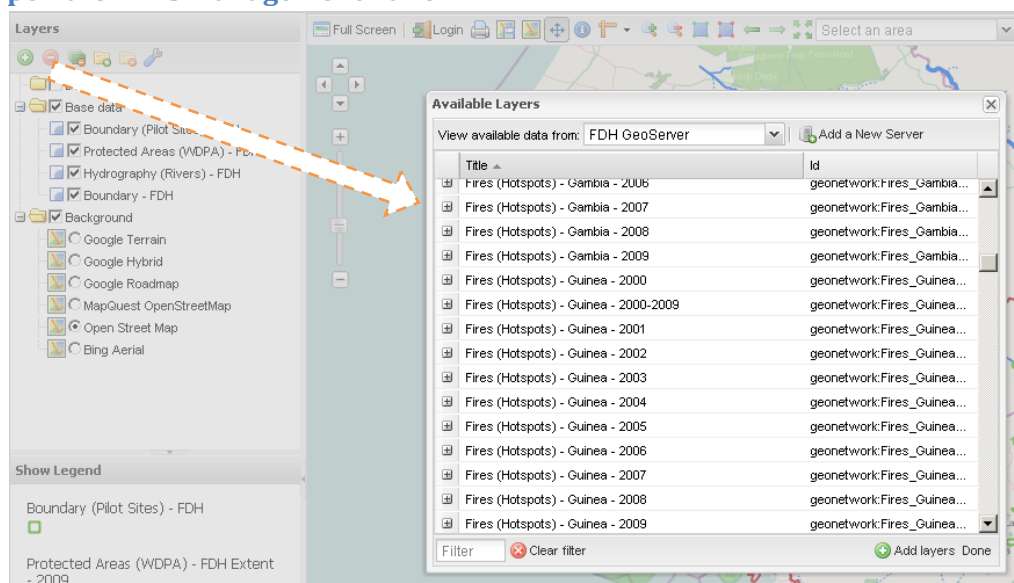 Layers
Full Screen Login Select an area
Base data
Boundary (Pilot Sites)
Protected Areas (WDPA) - FDH
Hydrography (Rivers) - FDH
Boundary - FDH
Background
Google Terrain
Google Hybrid
Google Roadmap
MapQuest OpenStreetMap
Open Street Map
Bing Aerial
Show Legend
Boundary (Pilot Sites) - FDH
Protected Areas (WDPA) - FDH Extent
- 2009
Available Layers
View available data from: FDH GeoServer Add a New Server
Title Id
Fires (Hotspots) - Gambia - 2006 geonetwork:Fires_Gambia...
Fires (Hotspots) - Gambia - 2007 geonetwork:Fires_Gambia...
Fires (Hotspots) - Gambia - 2008 geonetwork:Fires_Gambia...
Fires (Hotspots) - Gambia - 2009 geonetwork:Fires_Gambia...
Fires (Hotspots) - Guinea - 2000 geonetwork:Fires_Guinea...
Fires (Hotspots) - Guinea - 2000-2009 geonetwork:Fires_Guinea...
Fires (Hotspots) - Guinea - 2001 geonetwork:Fires_Guinea...
Fires (Hotspots) - Guinea - 2002 geonetwork:Fires_Guinea...
Fires (Hotspots) - Guinea - 2003 geonetwork:Fires_Guinea...
Fires (Hotspots) - Guinea - 2004 geonetwork:Fires_Guinea...
Fires (Hotspots) - Guinea - 2005 geonetwork:Fires_Guinea...
Fires (Hotspots) - Guinea - 2006 geonetwork:Fires_Guinea...
Fires (Hotspots) - Guinea - 2007 geonetwork:Fires_Guinea...
Fires (Hotspots) - Guinea - 2008 geonetwork:Fires_Guinea...
Fires (Hotspots) - Guinea - 2009 geonetwork:Fires_Guinea...
Filter Clear filter Add layers Done